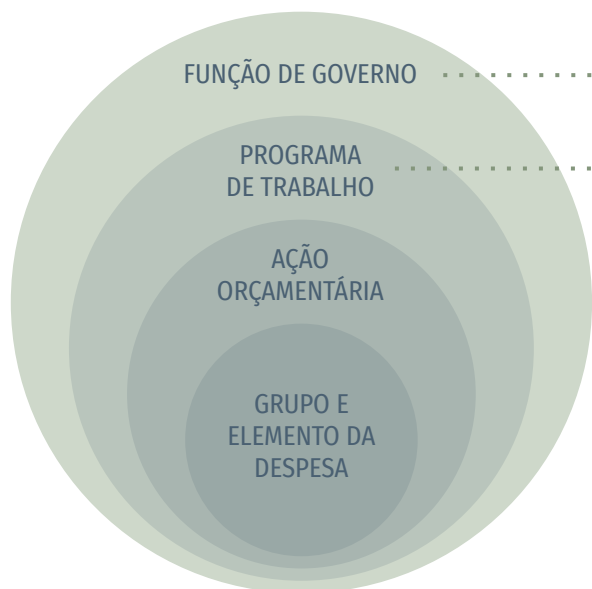 FUNÇÃO DE GOVERNO
PROGRAMA
DE TRABALHO
AÇÃO
ORÇAMENTÁRIA
GRUPO E
ELEMENTO DA
DESPESA